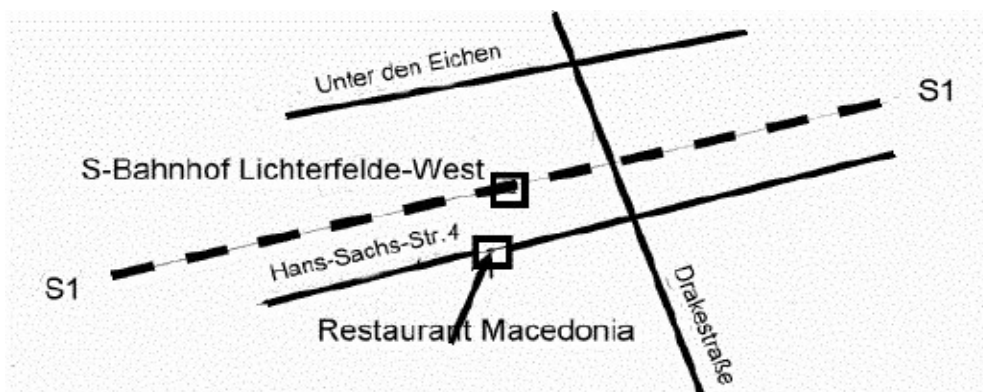 Unter den Eichen
S1
S-Bahnhof Lichterfelde-West
Hans-Sachs-Str.4
S1
Restaurant Macedonia
Drakestraße